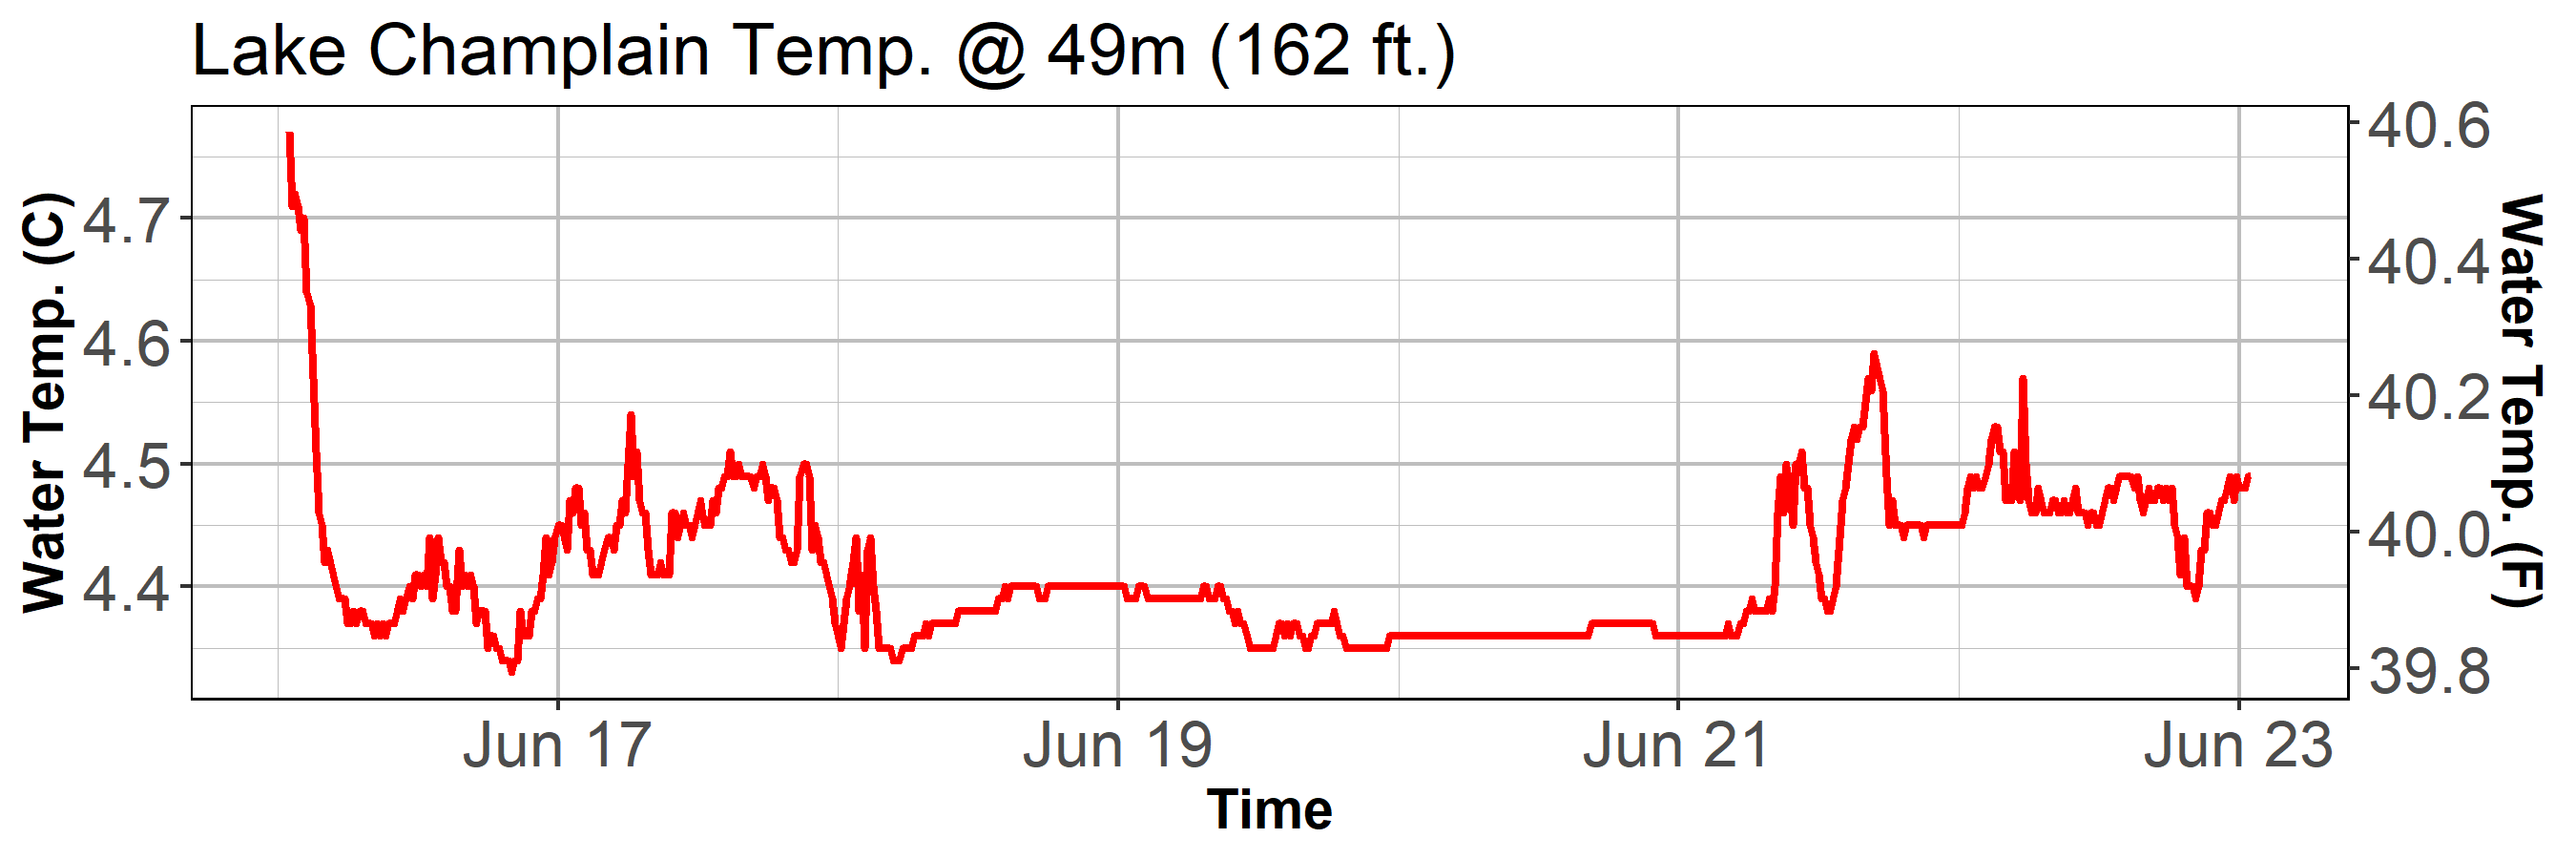 Lake Champlain Temp. @ 49m (162 ft.)
Water Temp. (C)
4.7
4.6
4.5
4.4
40.6
40.4
40.2
40.0
39.8
Water Temp. (F)
Jun 17 Jun 19 Jun 21 Jun 23
Time